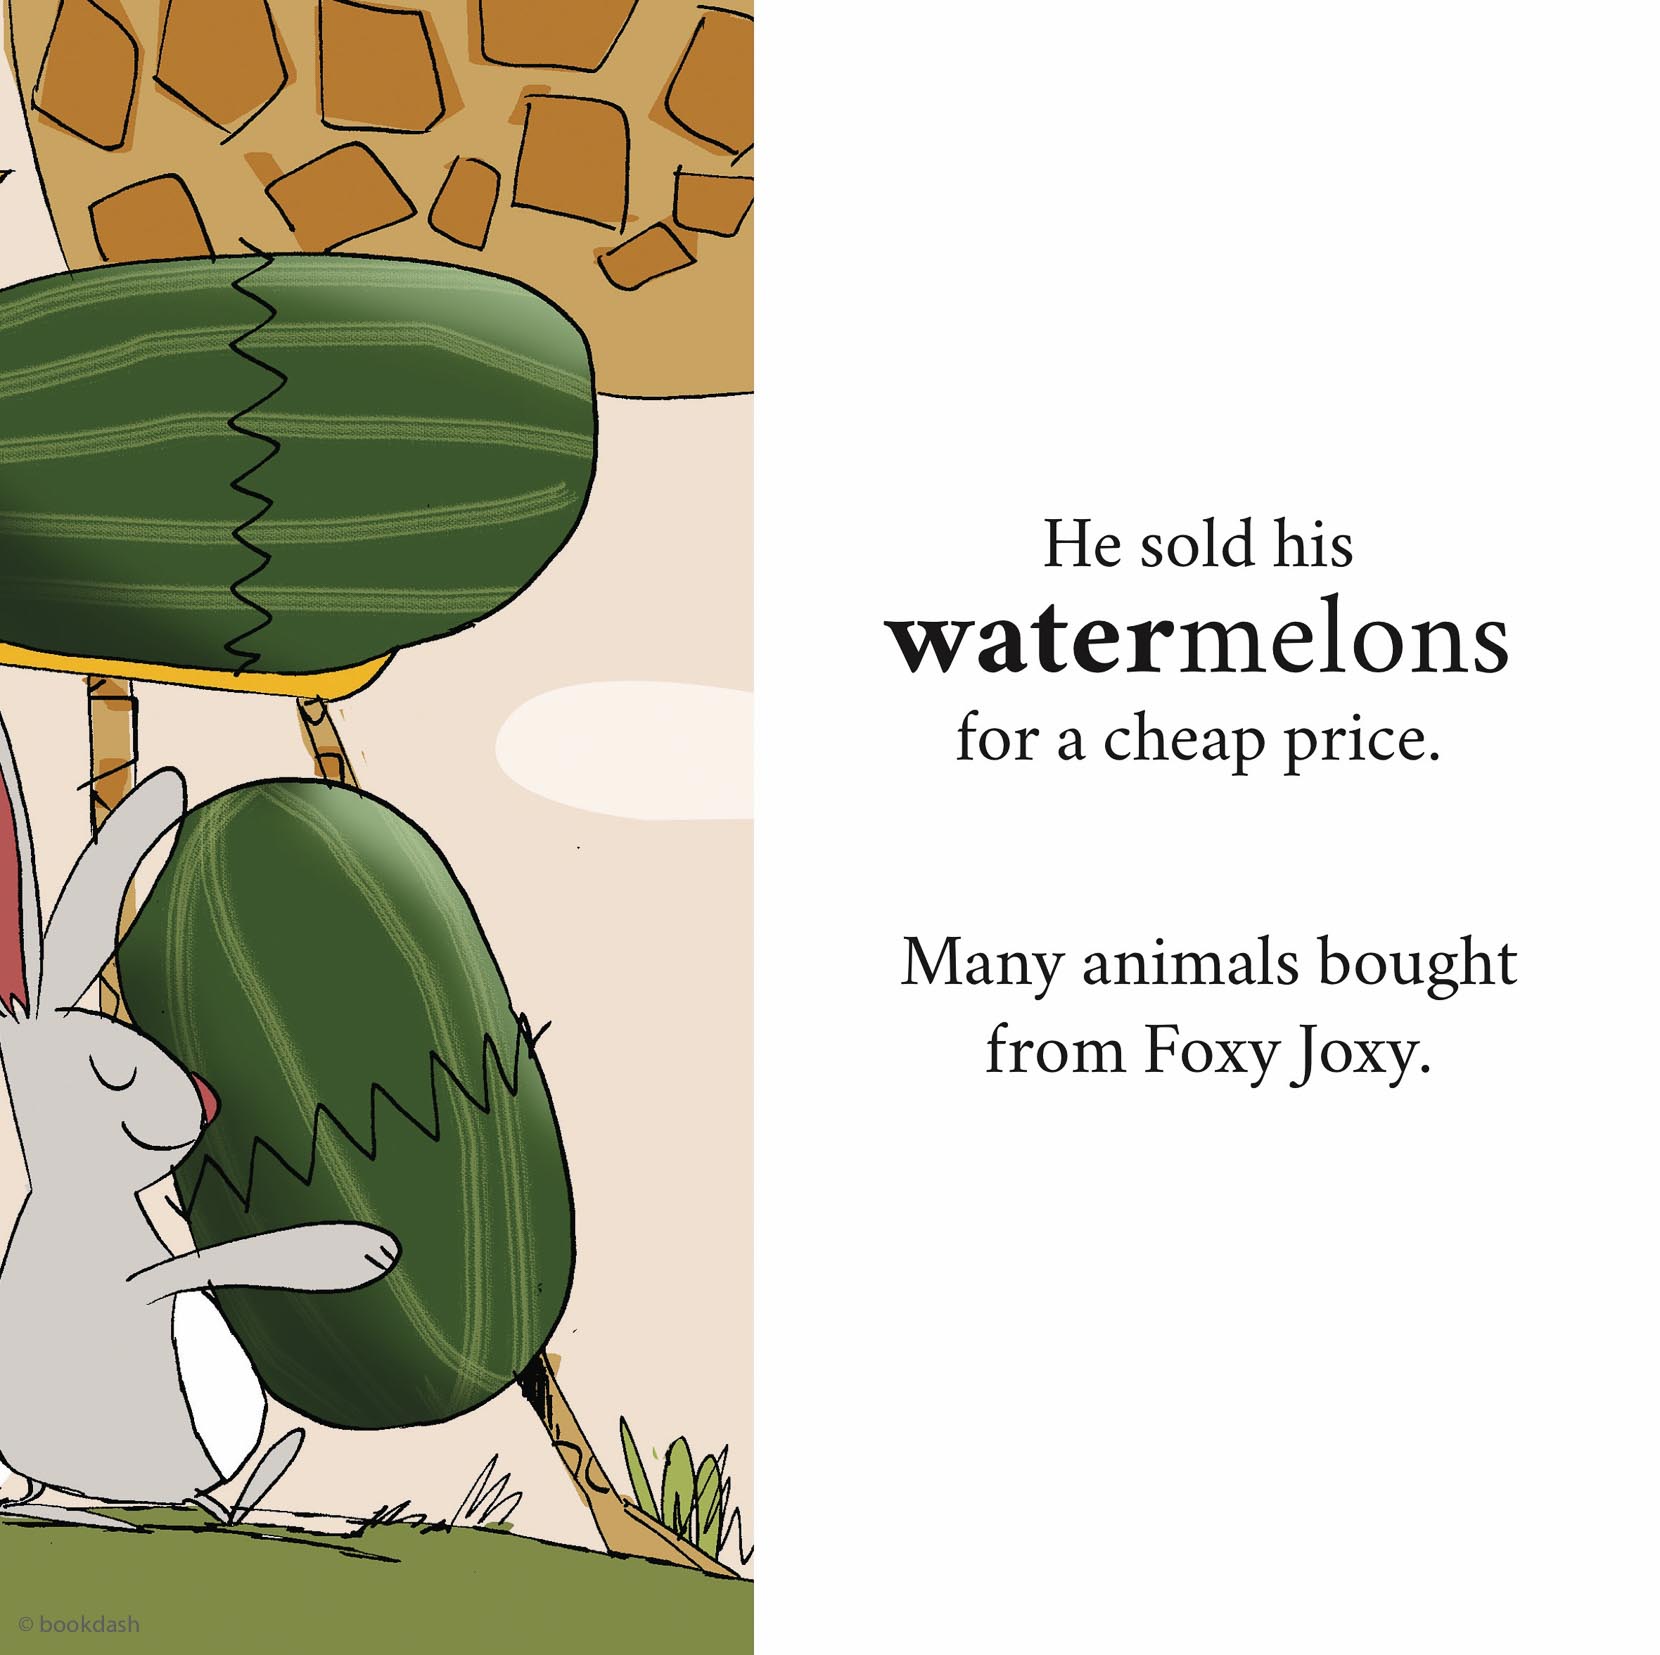 He sold his
watermelons
for a cheap price.
Many animals bought
from Foxy Joxy.
© bookdash